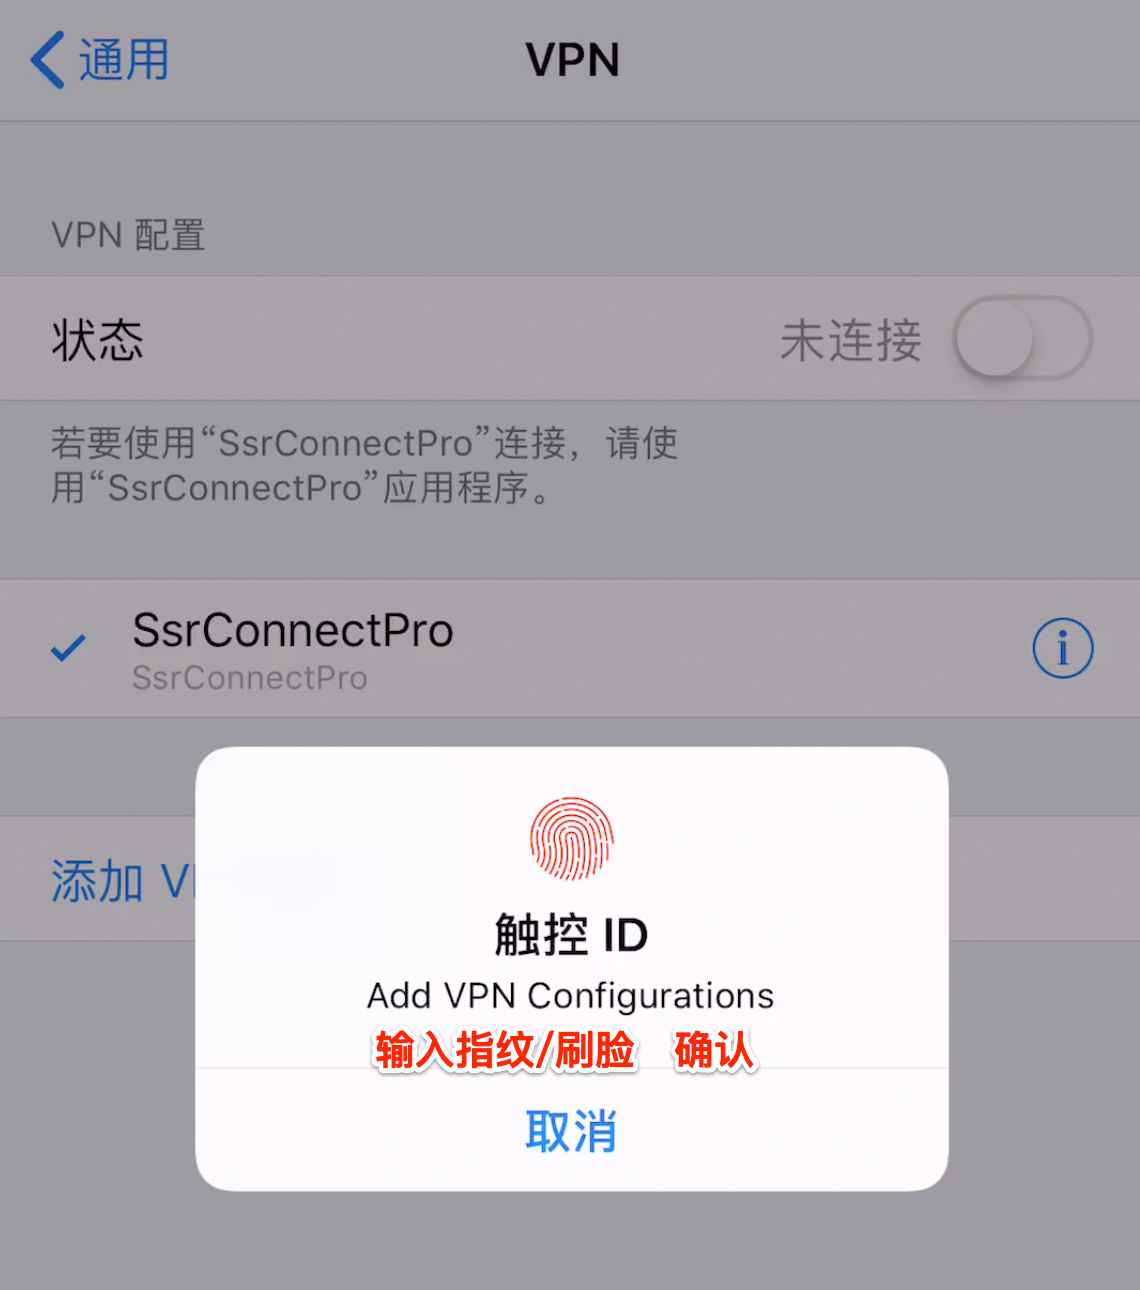 通用
VPN
VPN 配置
状态
未连接
若要使用“SsrConnectPro”连接，请使
用“SsrConnectPro”应用程序。
SsrConnectPro
SsrConnectPro
添加 V
触控 ID
Add VPN Configurations
输入指纹/刷脸 确认
取消